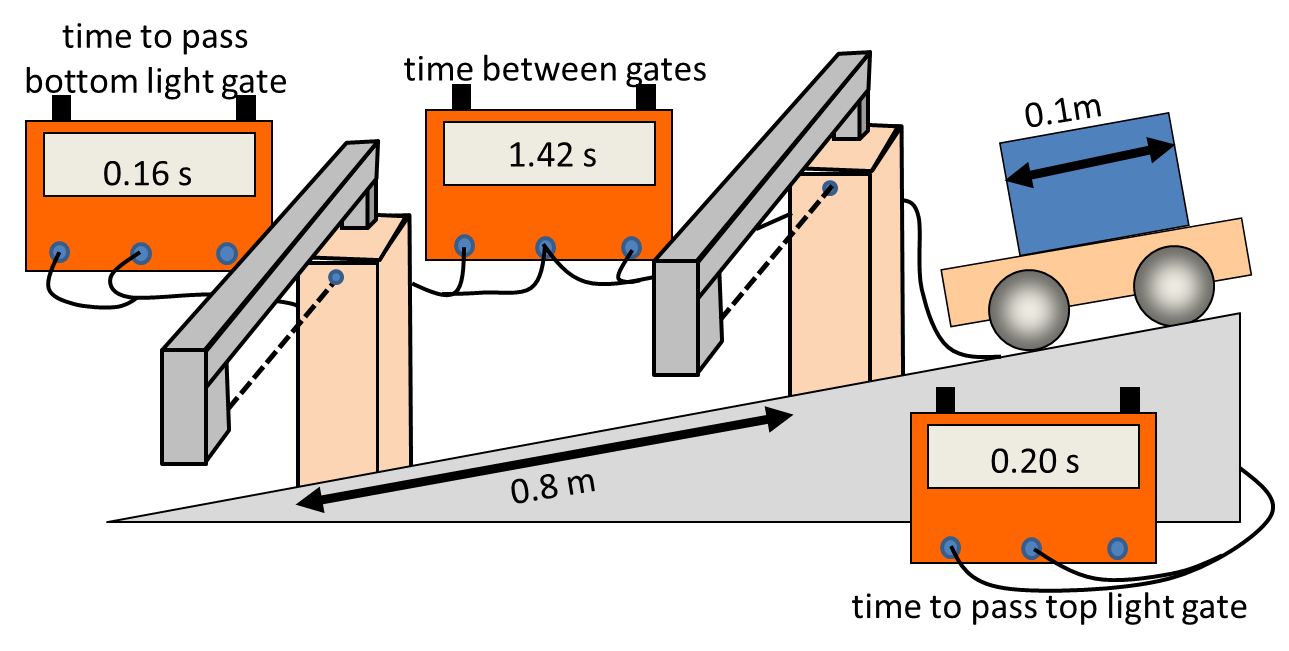 time to pass
bottom light gate
0.16 s
time between gates
1.42 s
0.1m
0.8 m
0.20 s
time to pass top light gate